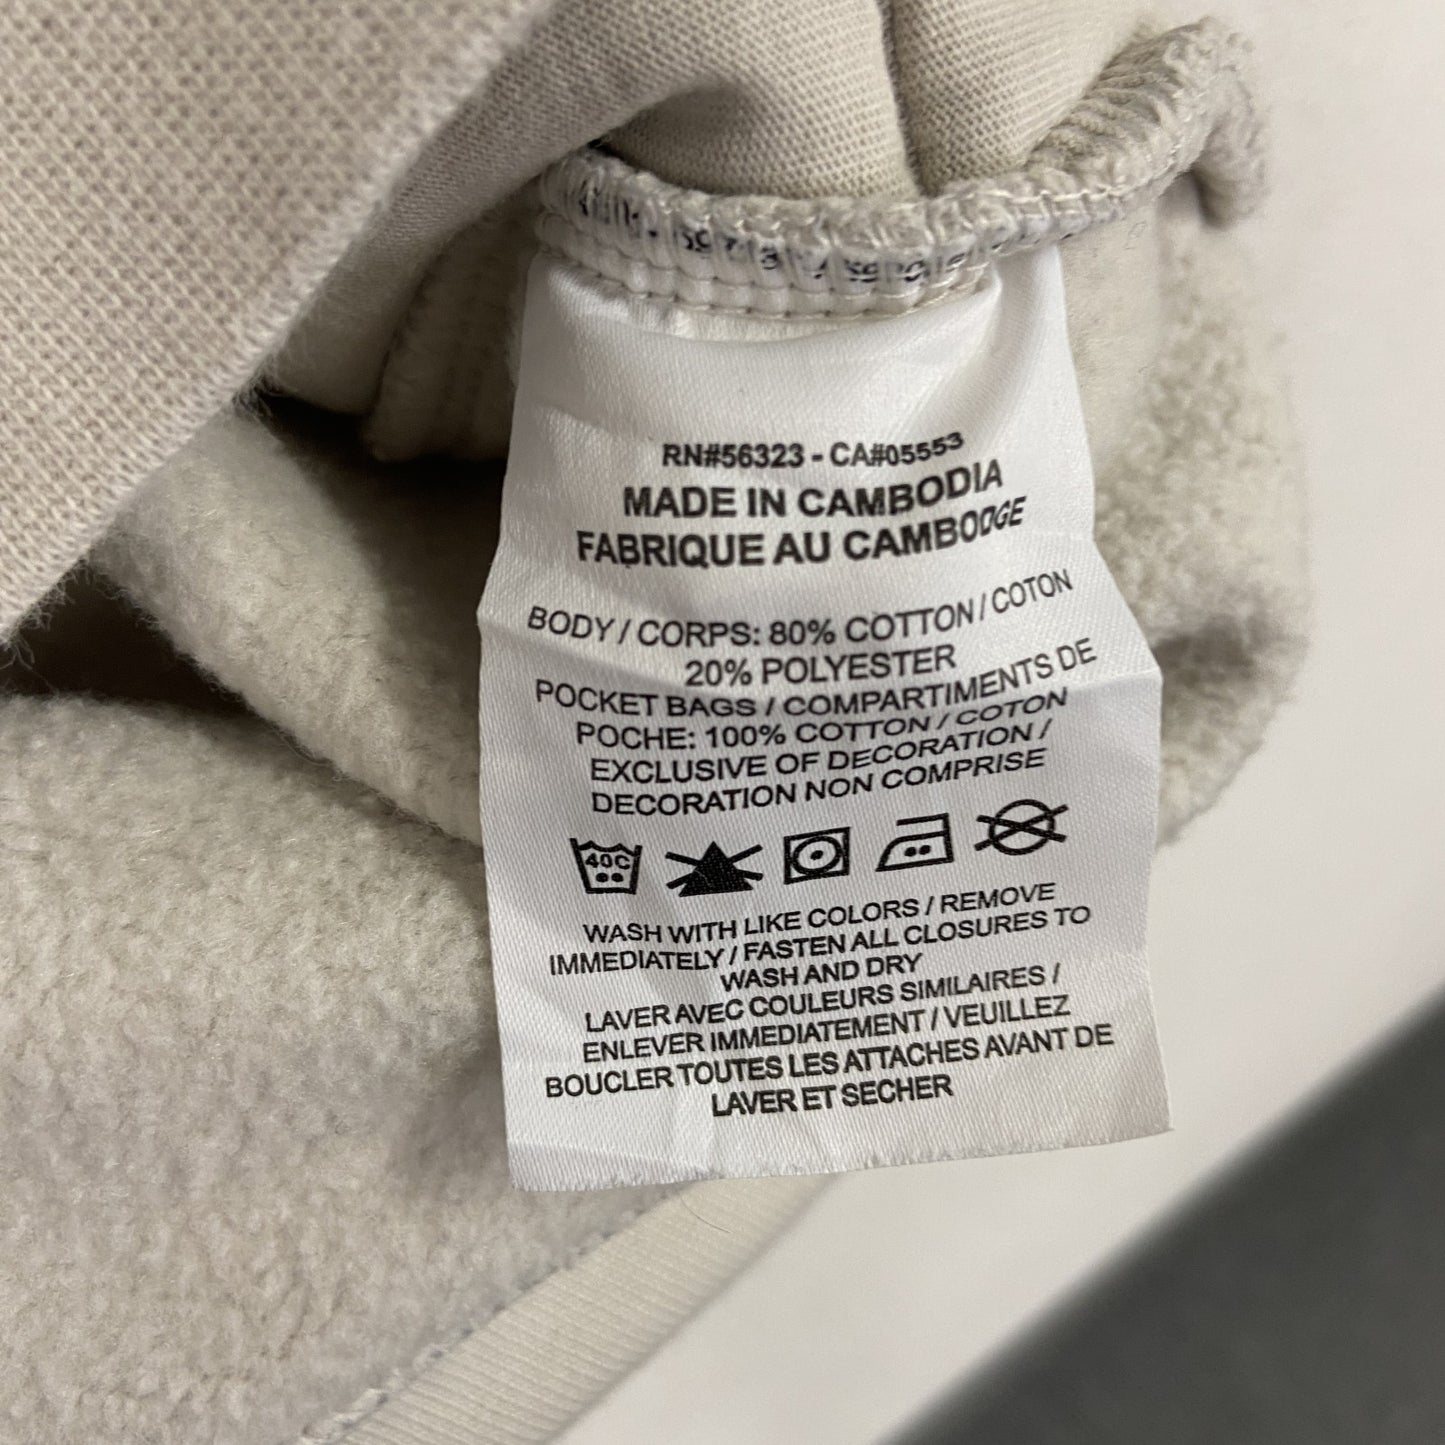 RN#56323 - CA#05553
MADE IN CAMBODIA
FABRIQUE AU CAMBODGE
BODY / CORPS: 80% COTTON / COTON
20% POLYESTER
POCKET BAGS / COMPARTIMENTS DE
POCHE: 100% COTTON / COTON
EXCLUSIVE OF DECORATION /
DECORATION NON COMPRISE
40C
WASH WITH LIKE COLORS / REMOVE
IMMEDIATELY / FASTEN ALL CLOSURES TO
WASH AND DRY
LAVER AVEC COULEURS SIMILAIRES /
ENLEVER IMMEDIATEMENT / VEUILLEZ
BOUCLER TOUTES LES ATTACHES AVANT DE
LAVER ET SECHER